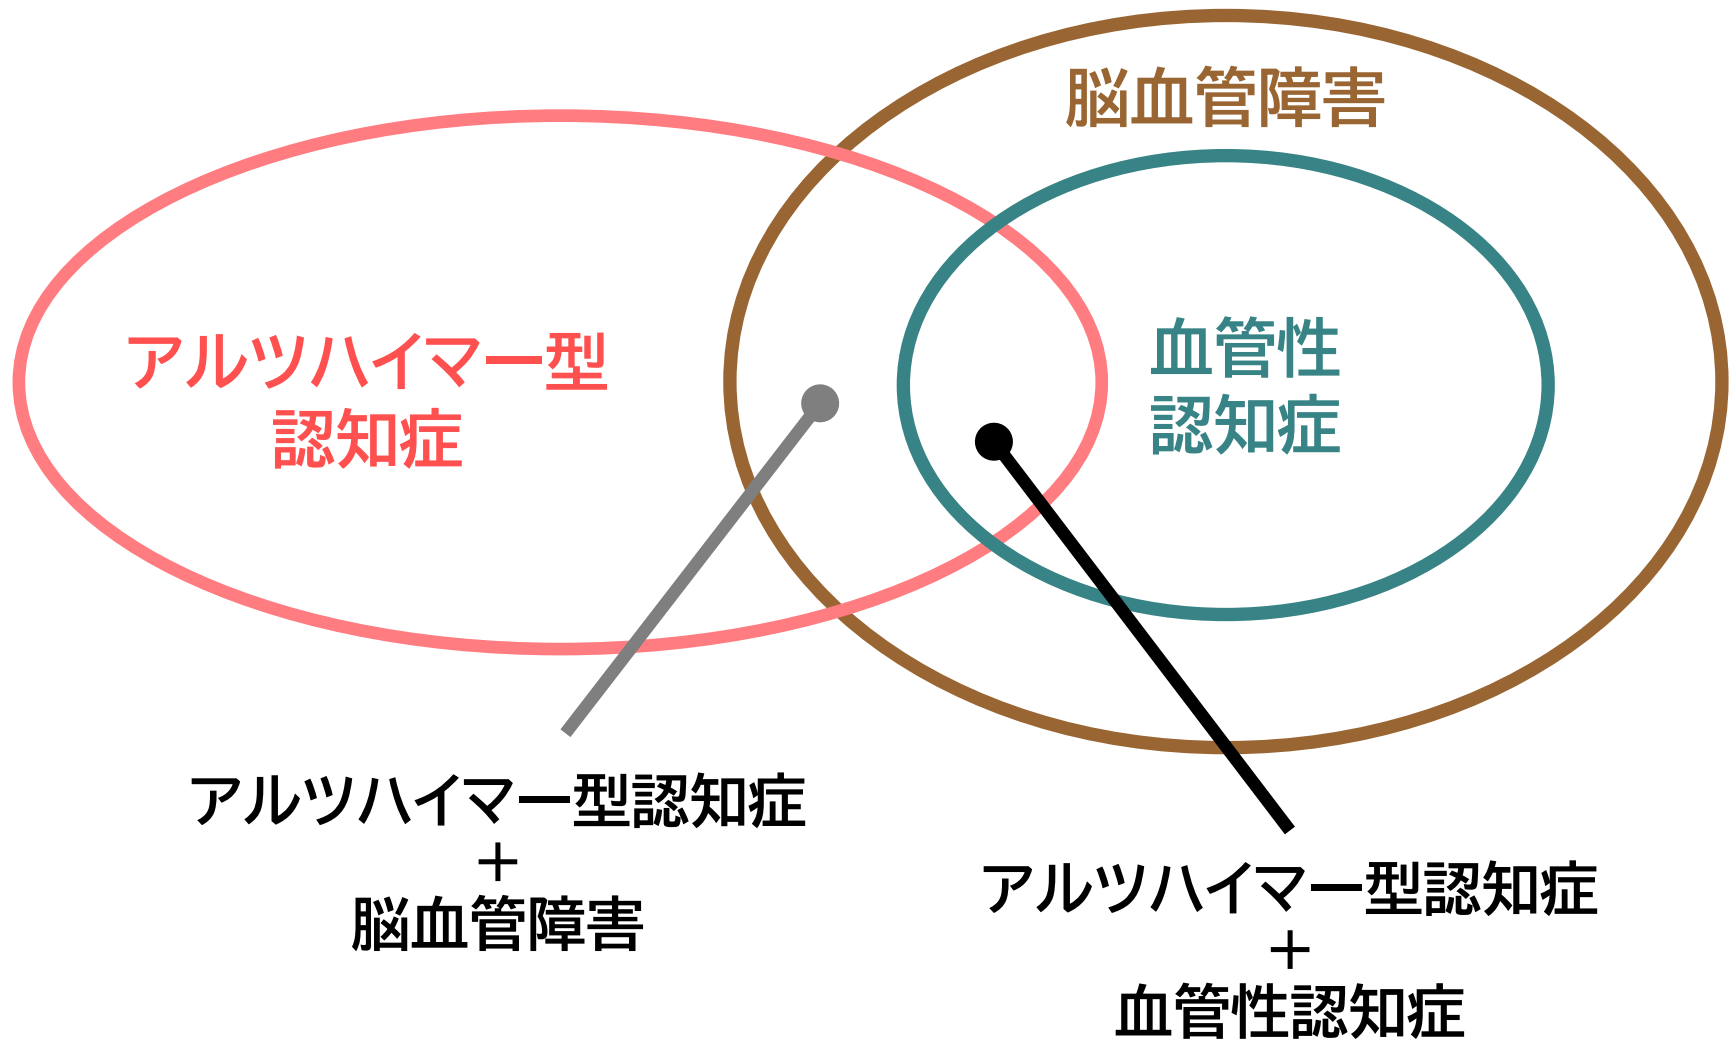 脳血管障害
アルツハイマー型
認知症
血管性
認知症
アルツハイマー型認知症
+
脳血管障害
アルツハイマー型認知症
+
血管性認知症